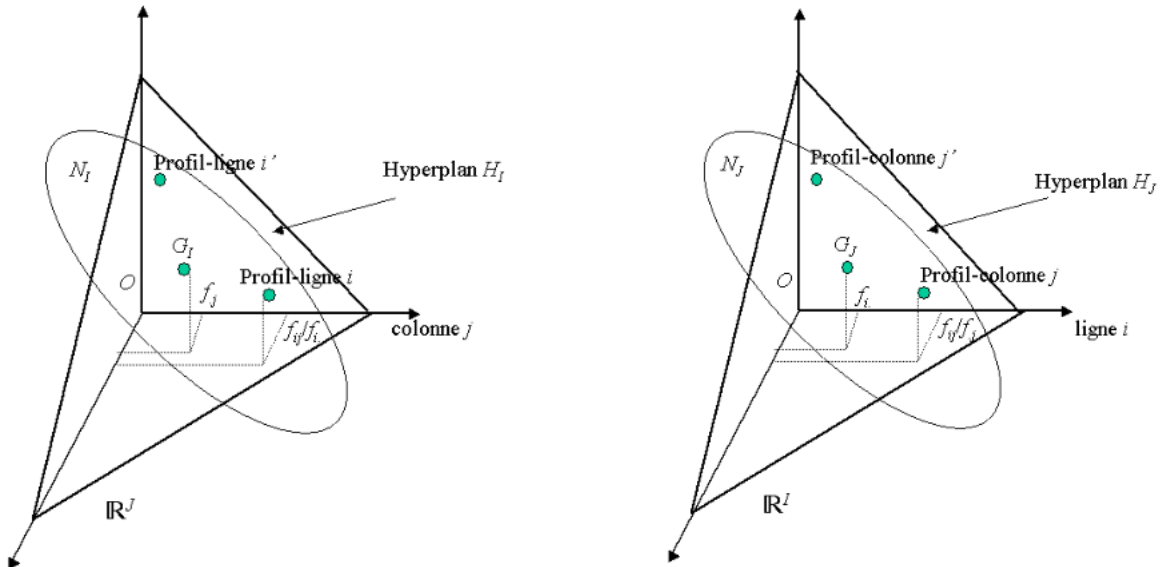 N_I
Profil-ligne i'
Hyperplan H_I
G_I
Profil-ligne i
O
f_j
f_ij/f_i.
colonne j
ℝ^J
N_J
Profil-colonne j'
Hyperplan H_J
G_J
Profil-colonne j
O
f_i.
f_ij/f_j
ligne i
ℝ^I